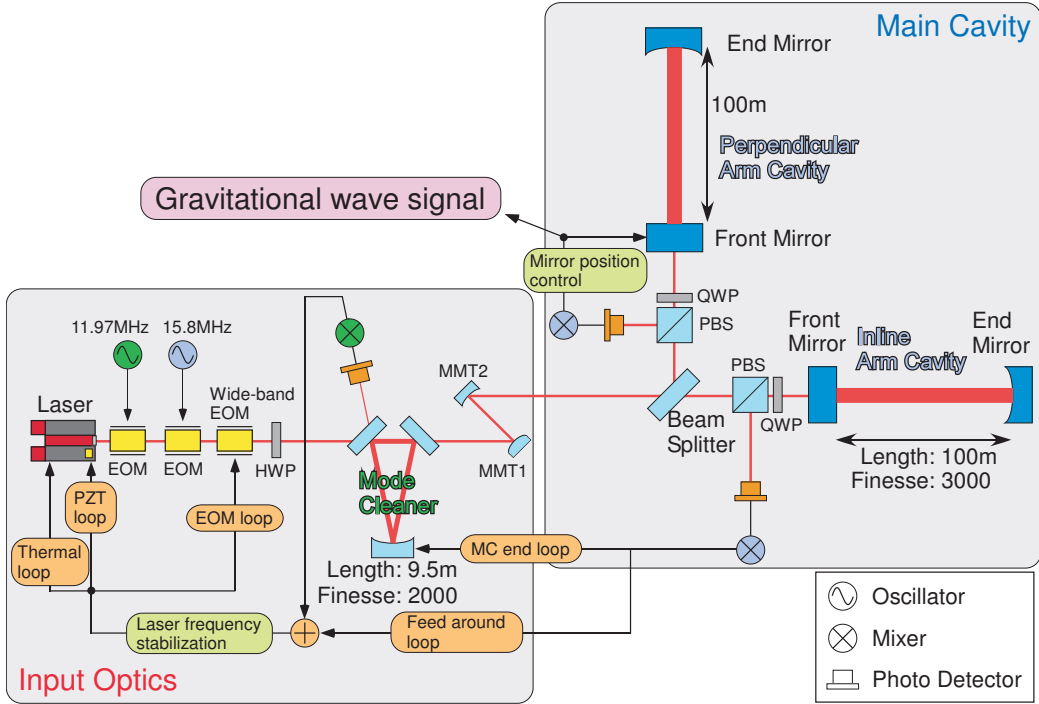 Main Cavity
End Mirror
100m
Perpendicular
Arm Cavity
Gravitational wave signal
Front Mirror
Mirror position
control
QWP
PBS
11.97MHz
15.8MHz
Front
Mirror
Inline
Arm Cavity
End
Mirror
PBS
MMT2
Wide-band
EOM
Laser
Beam
Splitter
QWP
EOM
EOM
HWP
MMT1
Length: 100m
Finesse: 3000
Mode
Cleaner
PZT
loop
EOM loop
Thermal
loop
MC end loop
Length: 9.5m
Finesse: 2000
Laser frequency
stabilization
Feed around
loop
Input Optics
Oscillator
Mixer
Photo Detector